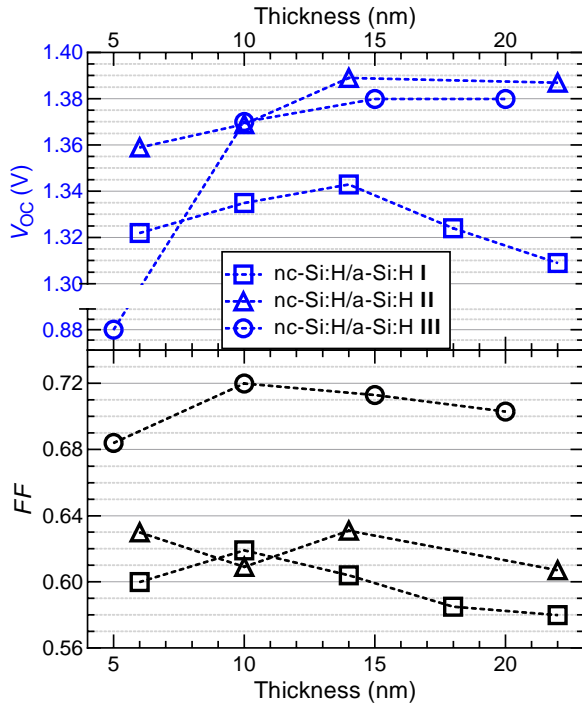 Thickness (nm)
5 10 15 20
1.40
1.38
1.36
1.34
1.32
1.30
0.88
VOC (V)
nc-Si:H/a-Si:H I
nc-Si:H/a-Si:H II
nc-Si:H/a-Si:H III
0.72
0.68
0.64
0.60
0.56
FF
5 10 15 20
Thickness (nm)